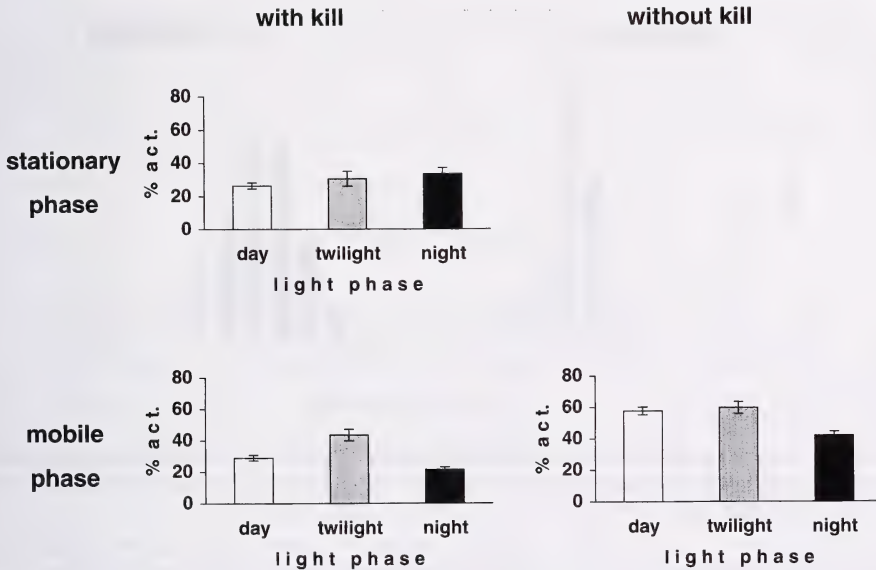 with kill
without kill
stationary
phase
% act.
80
60
40
20
0
day twilight night
light phase
mobile
phase
% act.
80
60
40
20
0
day twilight night
light phase
% act.
80
60
40
20
0
day twilight night
light phase